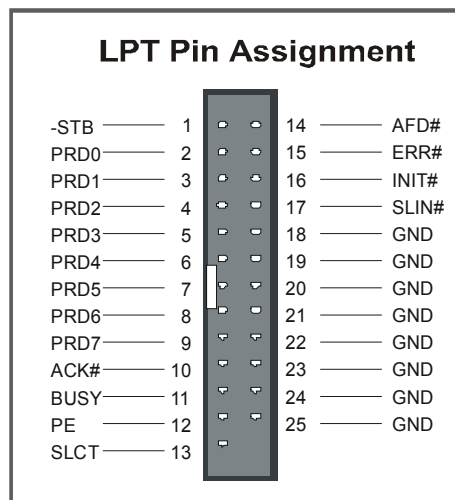 LPT Pin Assignment
-STB 1 14 AFD#
PRD0 2 15 ERR#
PRD1 3 16 INIT#
PRD2 4 17 SLIN#
PRD3 5 18 GND
PRD4 6 19 GND
PRD5 7 20 GND
PRD6 8 21 GND
PRD7 9 22 GND
ACK# 10 23 GND
BUSY 11 24 GND
PE 12 25 GND
SLCT 13